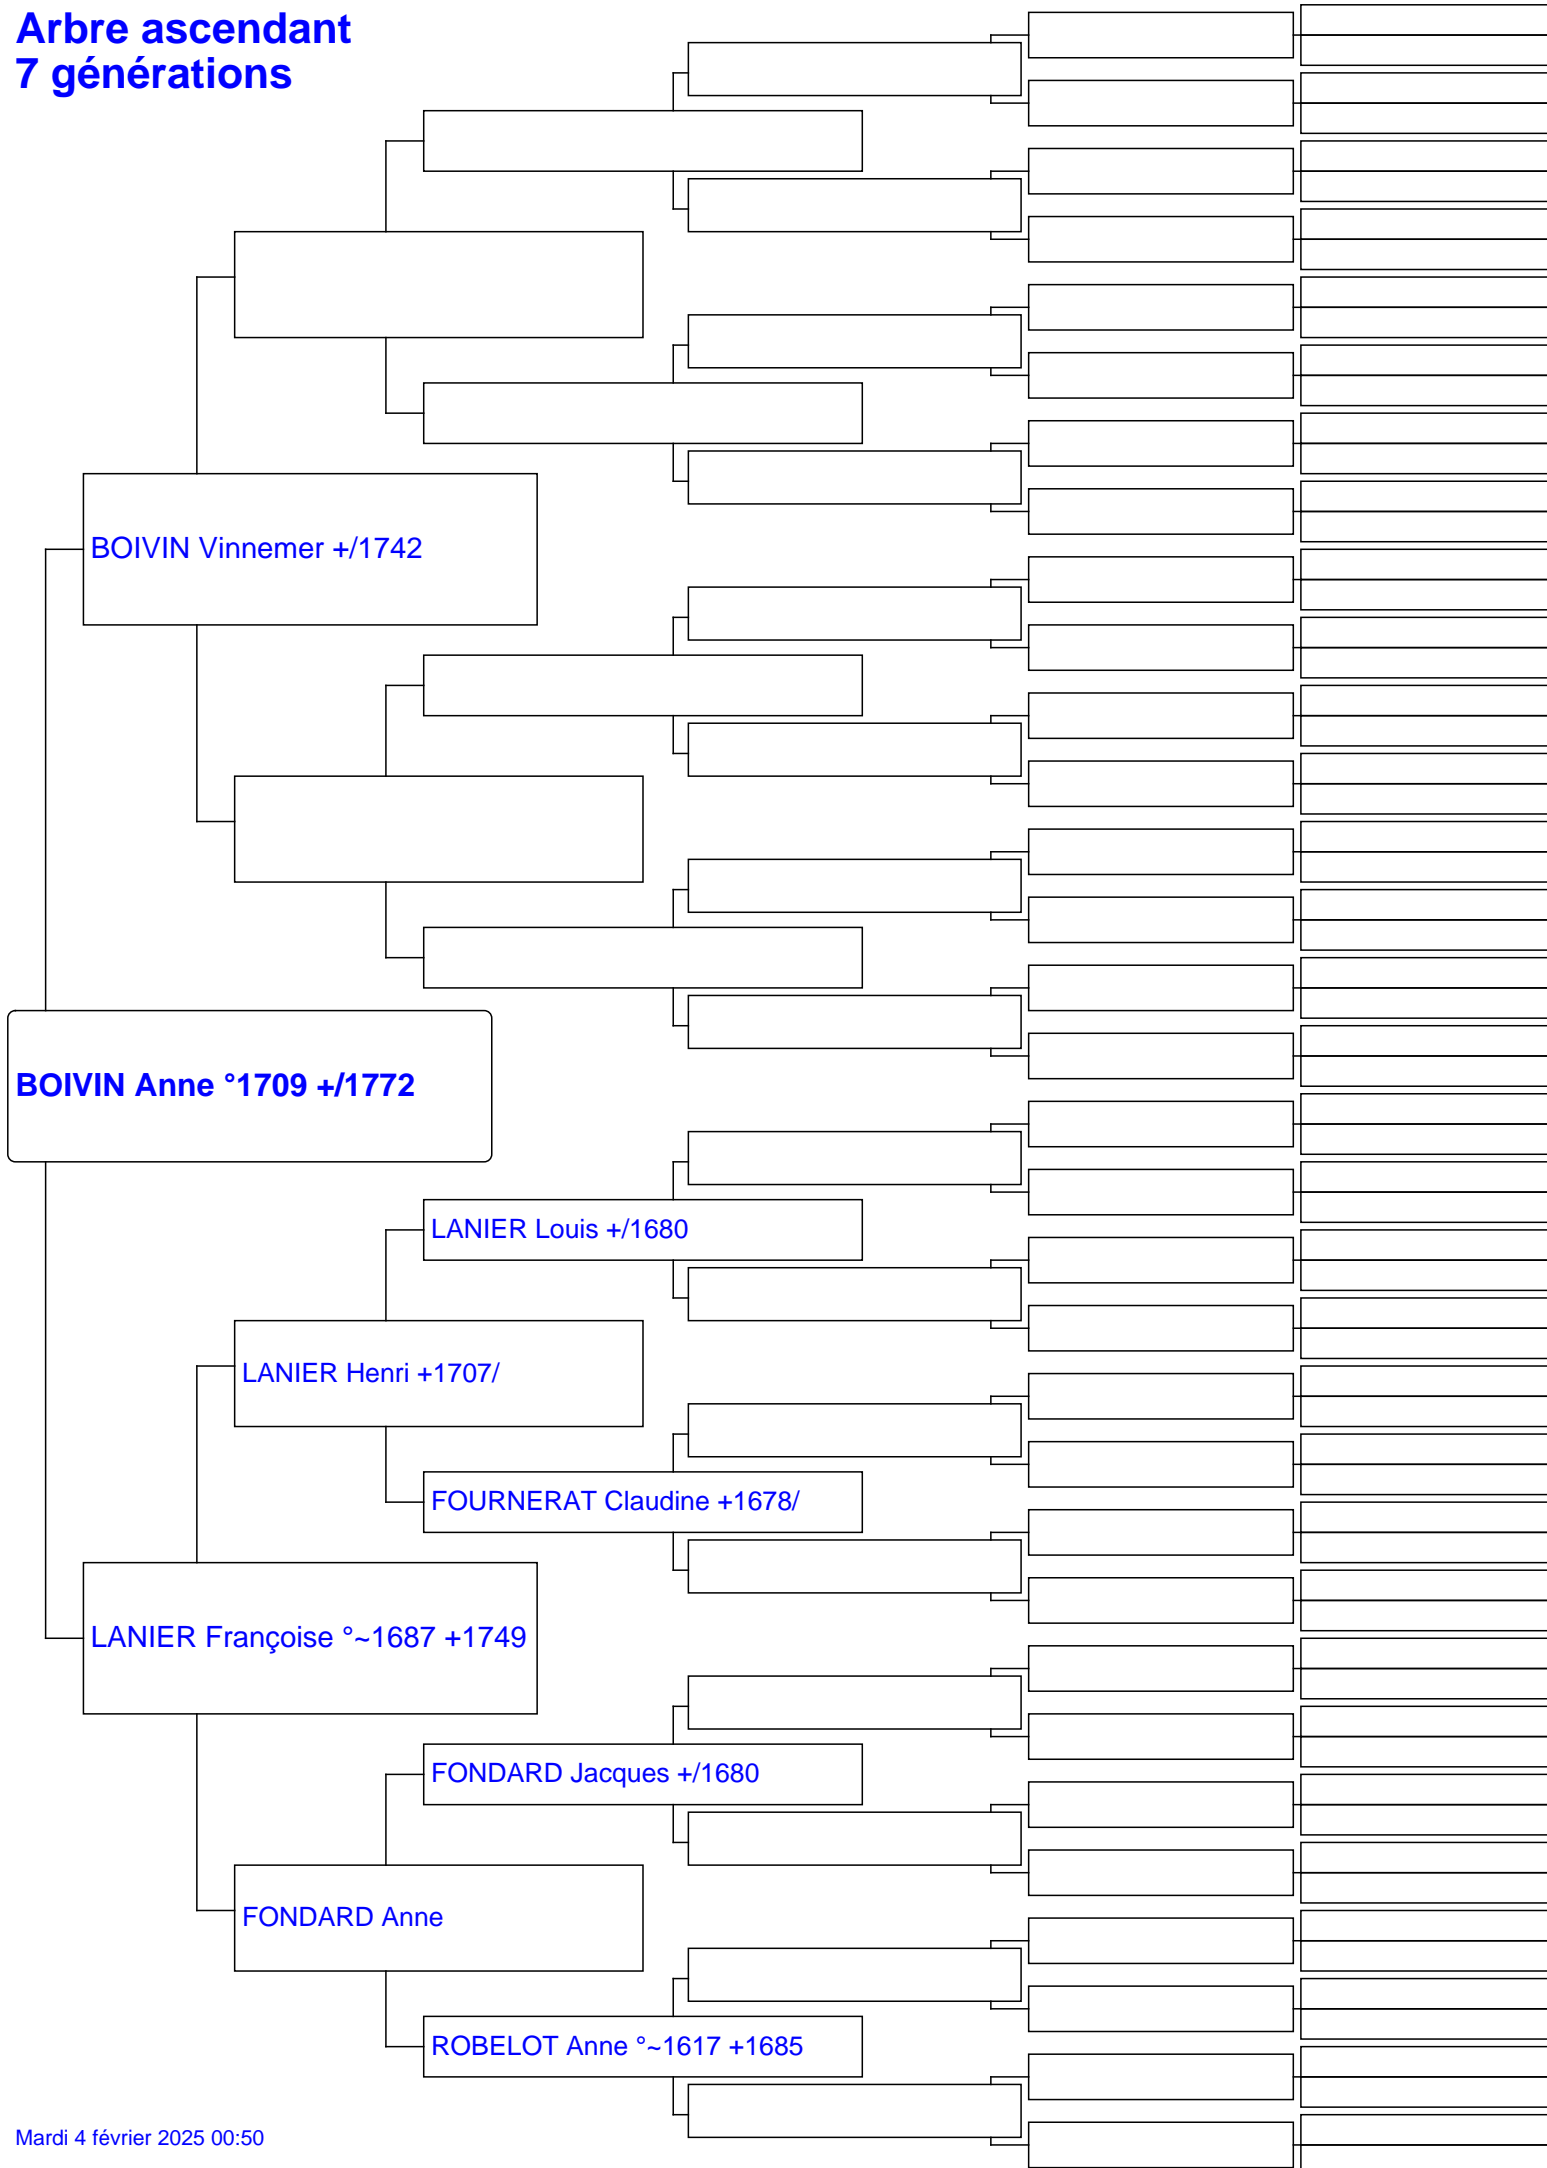 Arbre ascendant
7 générations
BOIVIN Vinnemer +/1742
BOIVIN Anne °1709 +/1772
LANIER Louis +/1680
LANIER Henri +1707/
FOURNERAT Claudine +1678/
LANIER Françoise °~1687 +1749
FONDARD Jacques +/1680
FONDARD Anne
ROBELOT Anne °~1617 +1685
Mardi 4 février 2025 00:50